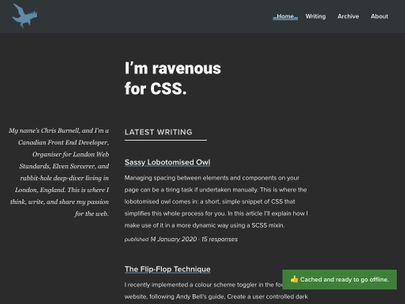 Home Writing Archive About
I'm ravenous
for CSS.
My name's Chris Burnell, and I'm a
Canadian Front End Developer,
Organiser for London Web
Standards, Elven Sorcerer, and
rabbit-hole deep-diver living in
London, England. This is where I
think, write, and share my passion
for the web.
LATEST WRITING
Sassy Lobotomised Owl
Managing spacing between elements and components on your
page can be a tiring task if undertaken manually. This is where the
lobotomised owl comes in: a short, simple snippet of CSS that
simplifies this whole process for you. In this article I'll explain how I
make use of it in a more dynamic way using a SCSS mixin.
published 14 January 2020 · 15 responses
The Flip-Flop Technique
I recently implemented a colour scheme toggler in the
website, following Andy Bell's guide, Create a user controlled dark
👍 Cached and ready to go offline.